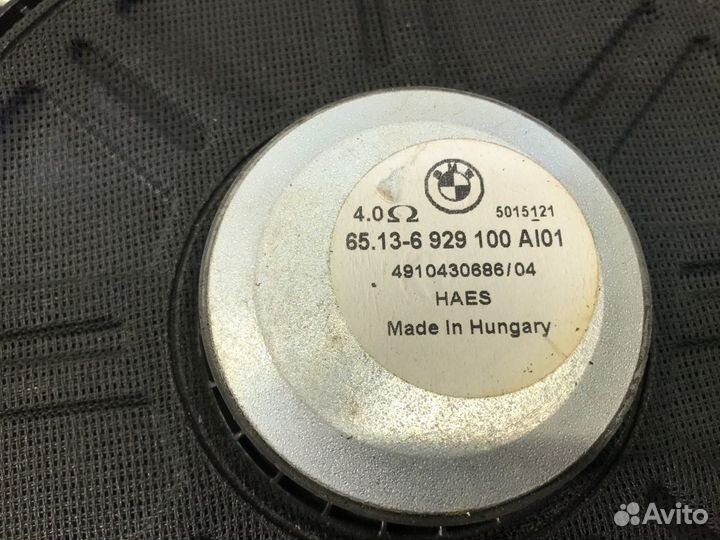 BMW
4.0Ω 5015121
65.13-6 929 100 AI01
4910430686/04
HAES
Made In Hungary
Avito